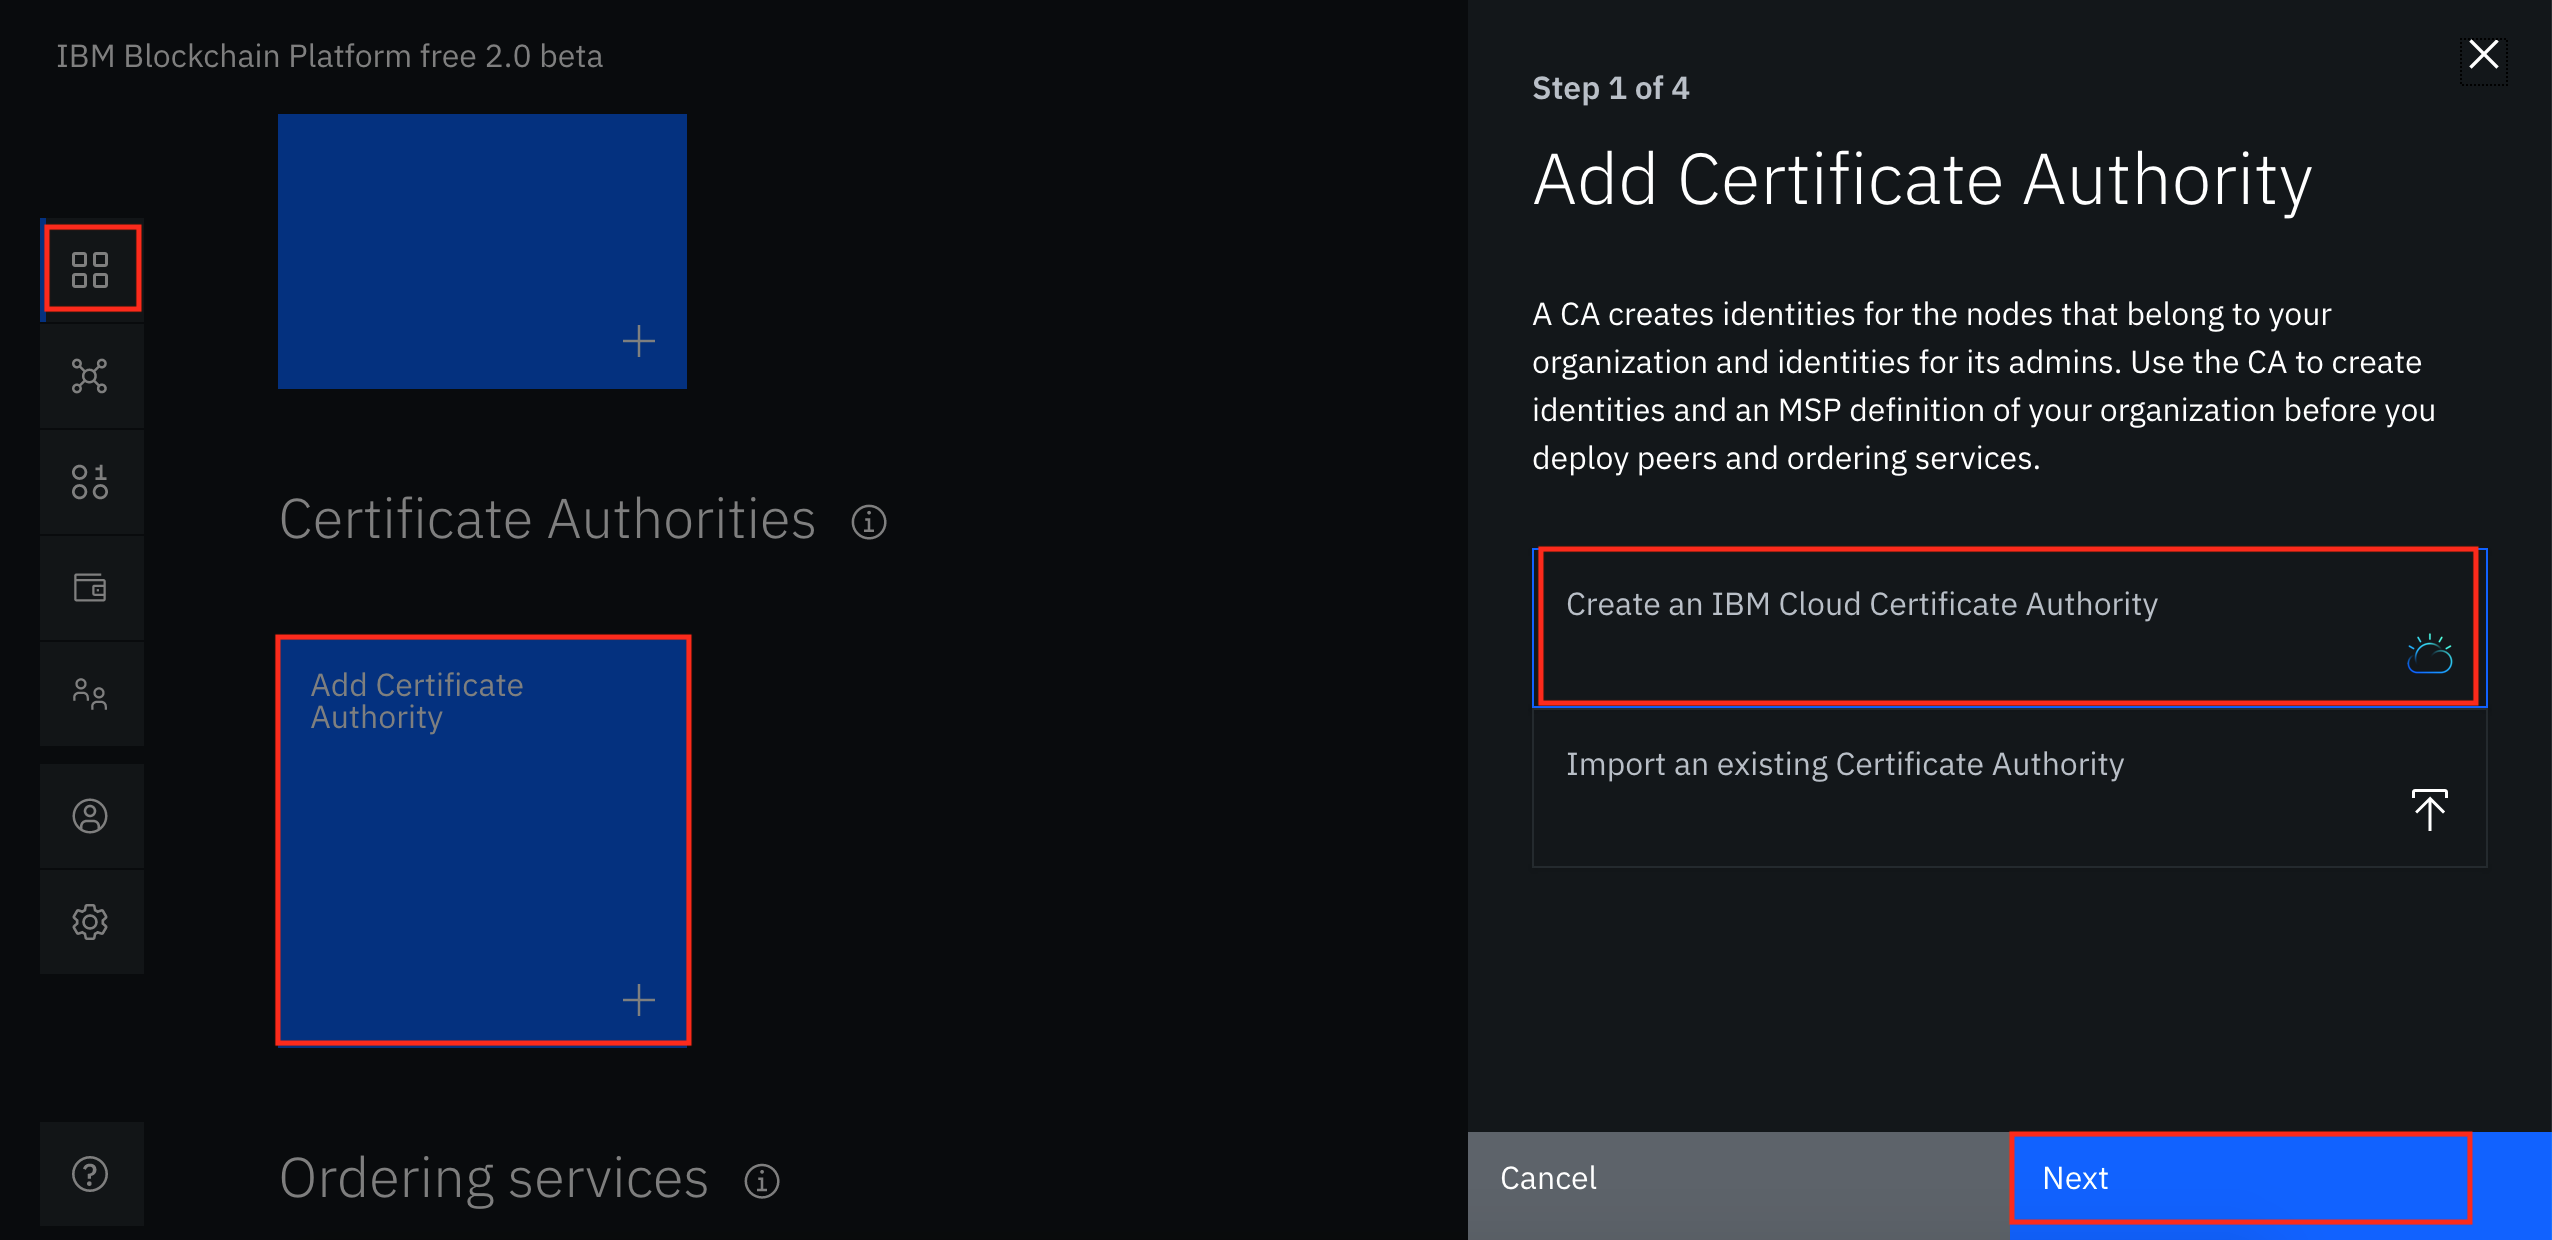 IBM Blockchain Platform free 2.0 beta
Certificate Authorities
Add Certificate
Authority
Ordering services
Step 1 of 4
Add Certificate Authority
A CA creates identities for the nodes that belong to your
organization and identities for its admins. Use the CA to create
identities and an MSP definition of your organization before you
deploy peers and ordering services.
Create an IBM Cloud Certificate Authority
Import an existing Certificate Authority
Cancel
Next